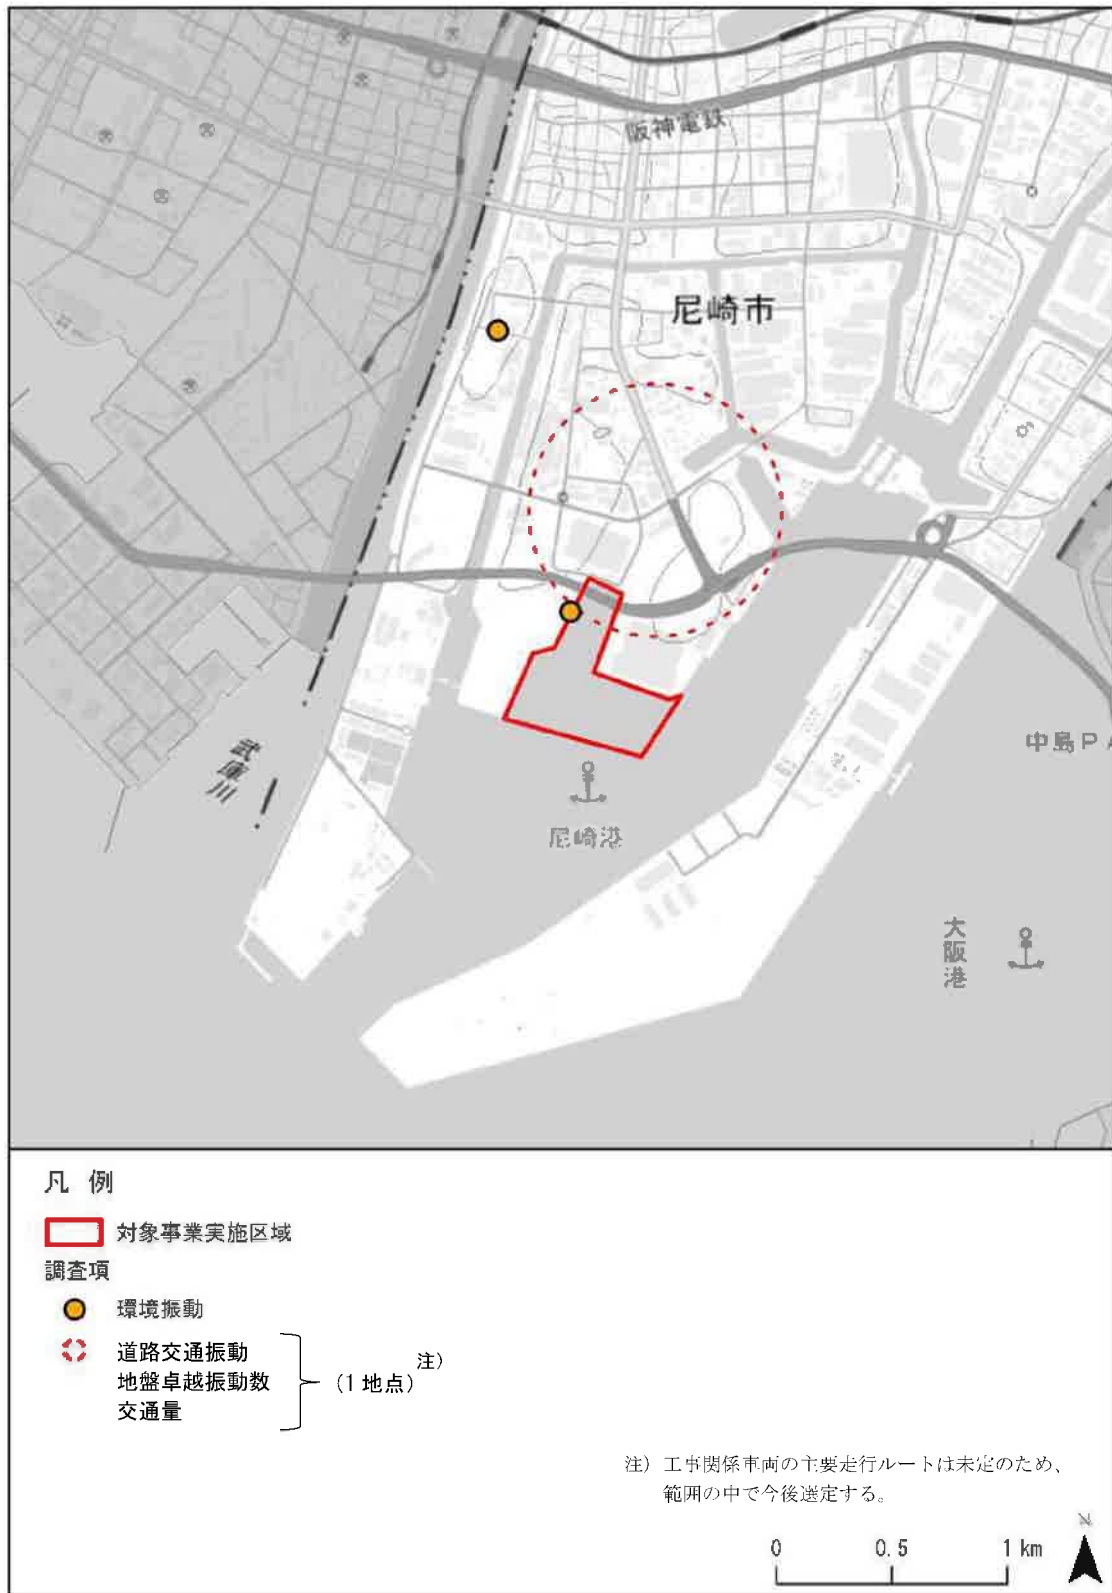 阪神電鉄
尼崎市
武庫川
中島PA
尼崎港
大阪港
凡 例
対象事業実施区域
調査項
環境振動
道路交通振動
地盤卓越振動数
交通量
(1 地点)
注)
注) 工事関係車両の主要走行ルートは未定のため、
範囲の中で今後選定する。
0 0.5 1 km
N